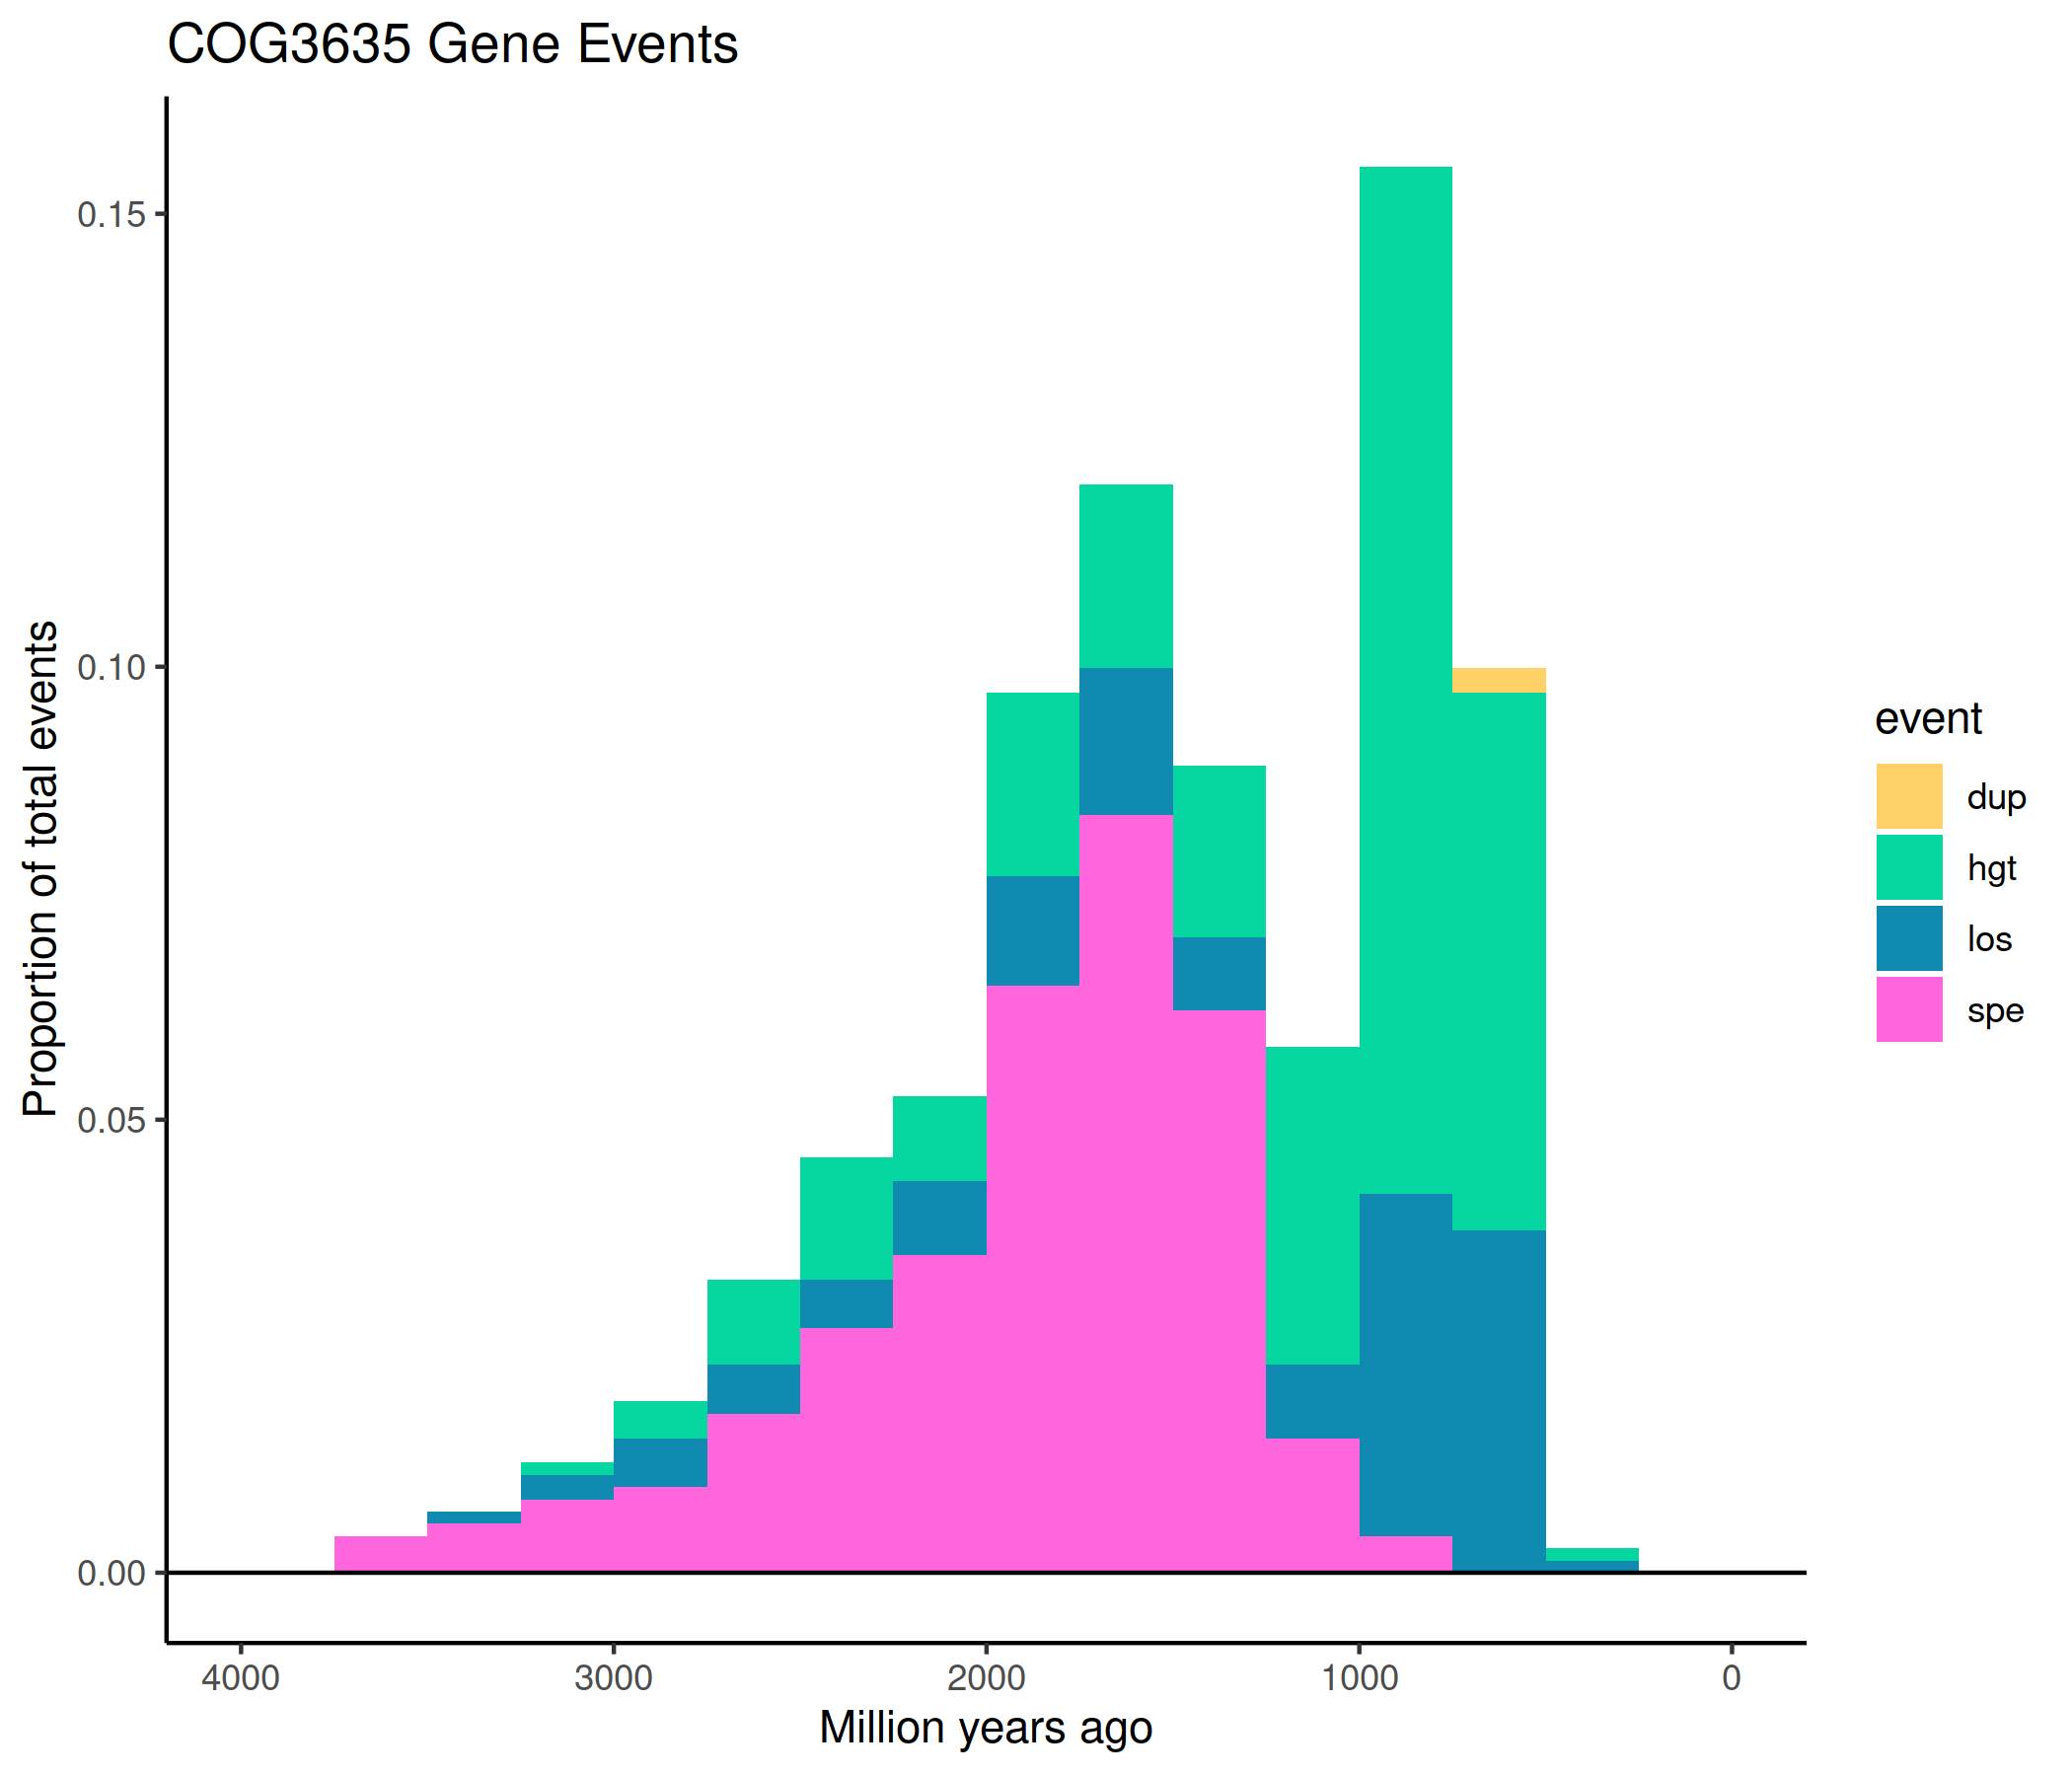 COG3635 Gene Events
Proportion of total events
0.15
0.10
0.05
0.00
4000 3000 2000 1000 0
Million years ago
event
dup
hgt
los
spe